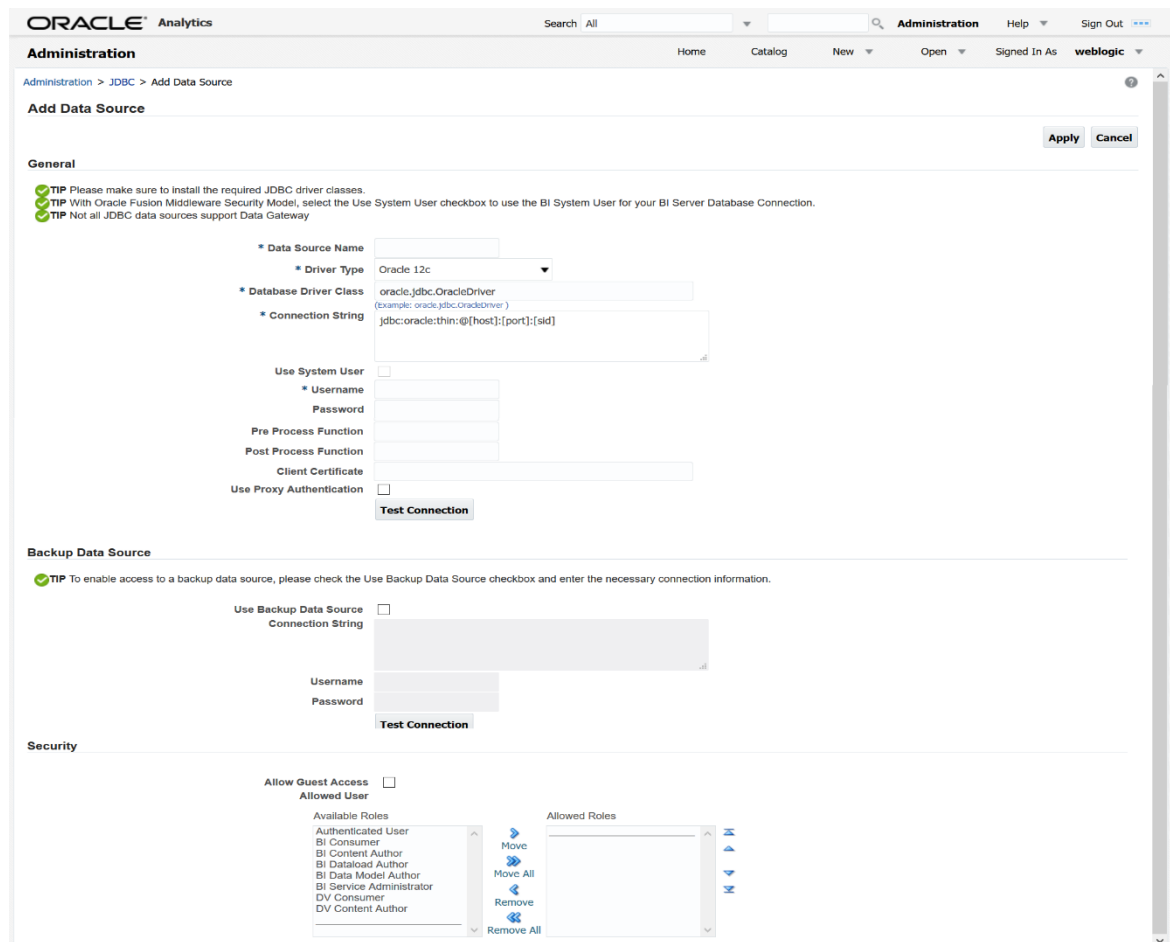 ORACLE Analytics Search All Administration Help Sign Out
Administration Home Catalog New Open Signed In As weblogic
Administration > JDBC > Add Data Source
Add Data Source
Apply Cancel
General
TIP Please make sure to install the required JDBC driver classes.
TIP With Oracle Fusion Middleware Security Model, select the Use System User checkbox to use the BI System User for your BI Server Database Connection.
TIP Not all JDBC data sources support Data Gateway
* Data Source Name
* Driver Type Oracle 12c
* Database Driver Class oracle.jdbc.OracleDriver
(Example: oracle.jdbc.OracleDriver )
* Connection String jdbc:oracle:thin:@[host]:[port]:[sid]
Use System User
* Username
Password
Pre Process Function
Post Process Function
Client Certificate
Use Proxy Authentication
Test Connection
Backup Data Source
TIP To enable access to a backup data source, please check the Use Backup Data Source checkbox and enter the necessary connection information.
Use Backup Data Source
Connection String
Username
Password
Test Connection
Security
Allow Guest Access
Allowed User
Available Roles Allowed Roles
Authenticated User
BI Consumer
BI Content Author
BI Dataload Author
BI Data Model Author
BI Service Administrator
DV Consumer
DV Content Author
Move
Move All
Remove
Remove All